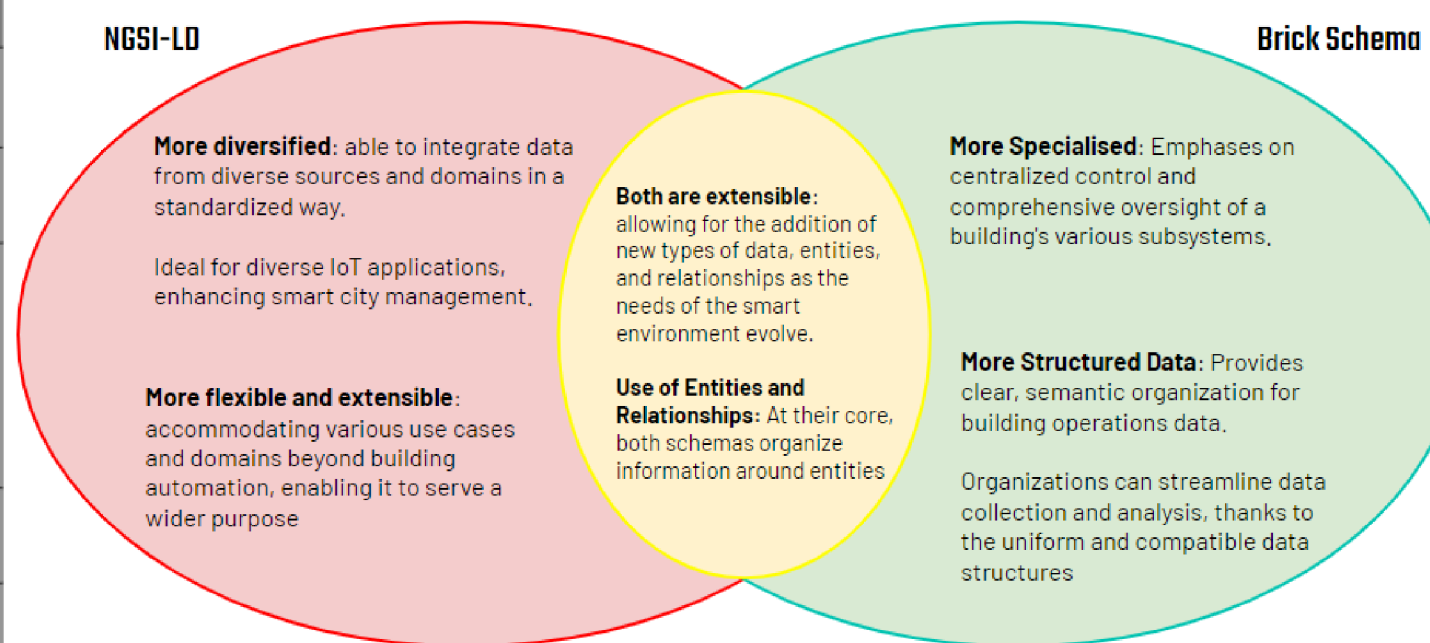 NGSI-LD
Brick Schema
More diversified: able to integrate data
from diverse sources and domains in a
standardized way.
Ideal for diverse IoT applications,
enhancing smart city management.
More flexible and extensible:
accommodating various use cases
and domains beyond building
automation, enabling it to serve a
wider purpose
Both are extensible:
allowing for the addition of
new types of data, entities,
and relationships as the
needs of the smart
environment evolve.
Use of Entities and
Relationships: At their core,
both schemas organize
information around entities
More Specialised: Emphases on
centralized control and
comprehensive oversight of a
building's various subsystems.
More Structured Data: Provides
clear, semantic organization for
building operations data.
Organizations can streamline data
collection and analysis, thanks to
the uniform and compatible data
structures